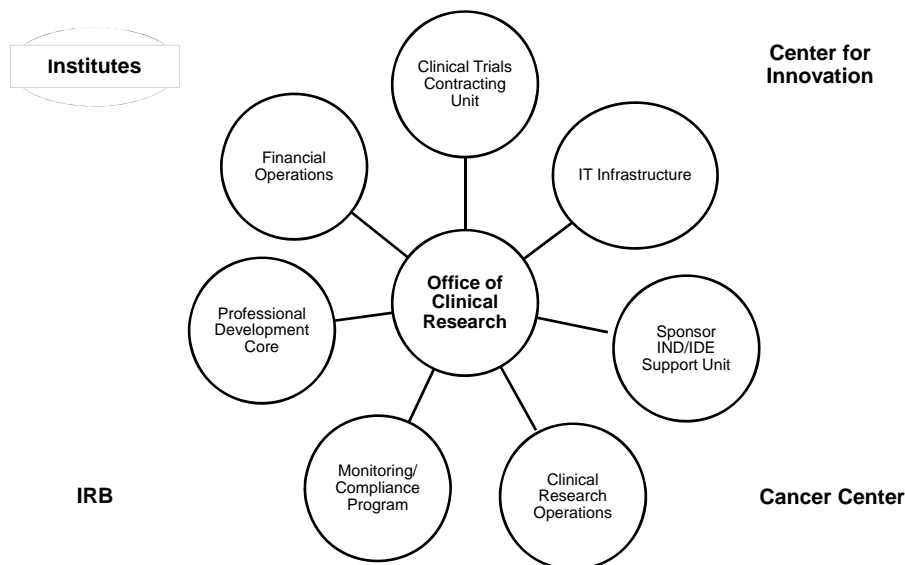 Institutes
Center for
Innovation
Clinical Trials
Contracting
Unit
Financial
Operations
IT Infrastructure
Office of
Clinical
Research
Professional
Development
Core
Sponsor
IND/IDE
Support Unit
Monitoring/
Compliance
Program
Clinical
Research
Operations
IRB
Cancer Center